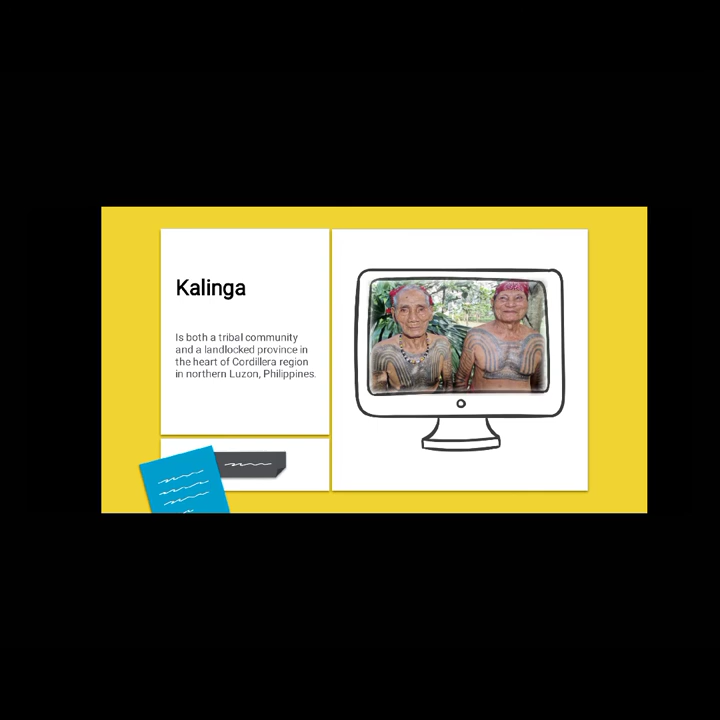 Kalinga
Is both a tribal community
and a landlocked province in
the heart of Cordillera region
in northern Luzon, Philippines.